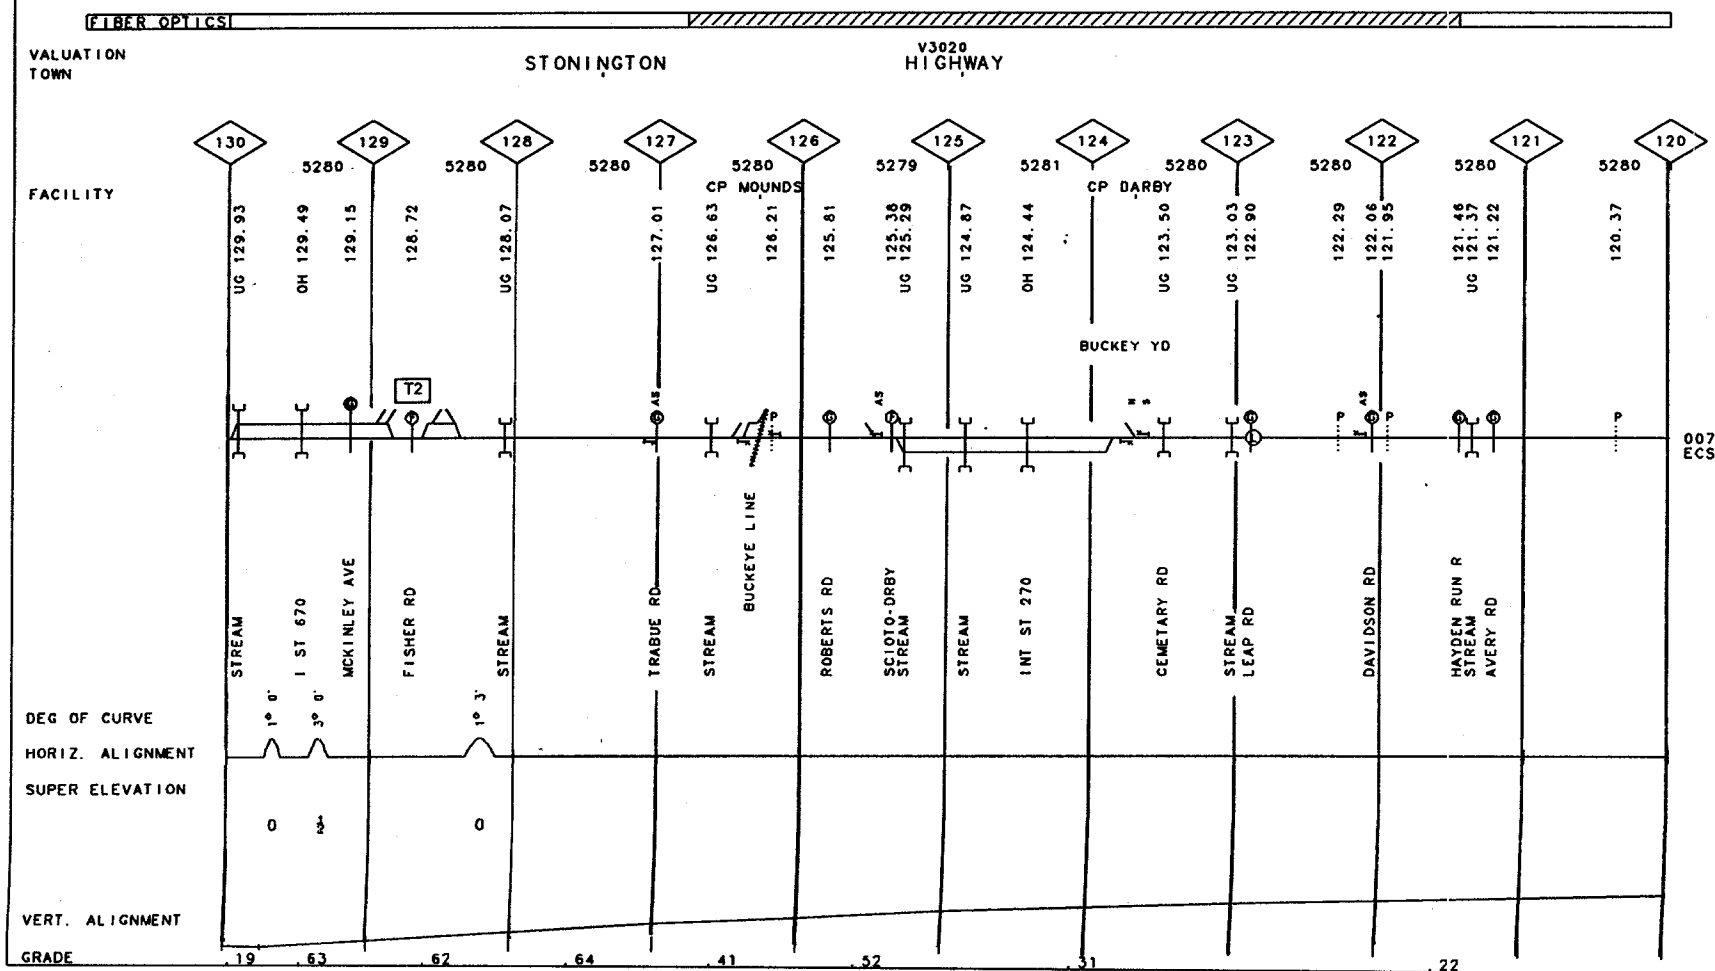 FIBER OPTICS
VALUATION
TOWN
STONINGTON
V3020
HIGHWAY
130 129 128 127 126 125 124 123 122 121 120
5280 5280 5280 5280 5279 5281 5280 5280 5280 5280
FACILITY
CP MOUNDS CP DARBY
UG 129.93
OH 129.49
129.15
128.72
UG 128.07
127.01
UG 126.63
126.21
125.81
125.38
UG 125.29
UG 124.87
OH 124.44
UG 123.50
UG 123.03
122.90
122.29
122.06
121.95
121.46
UG 121.37
121.22
120.37
BUCKEY YD
T2
AS AS AS
N S
G F G P G F G L G P G G P
007
ECS
STREAM
I ST 670
MCKINLEY AVE
FISHER RD
STREAM
TRABUE RD
STREAM
BUCKEYE LINE
ROBERTS RD
SCIOTO-DRBY
STREAM
STREAM
INT ST 270
CEMETARY RD
STREAM
LEAP RD
DAVIDSON RD
HAYDEN RUN R
STREAM
AVERY RD
DEG OF CURVE
1° 0' 3° 0' 1° 3'
HORIZ. ALIGNMENT
SUPER ELEVATION
0 0
VERT. ALIGNMENT
GRADE .19 .63 .62 .64 .41 .52 .31 .22